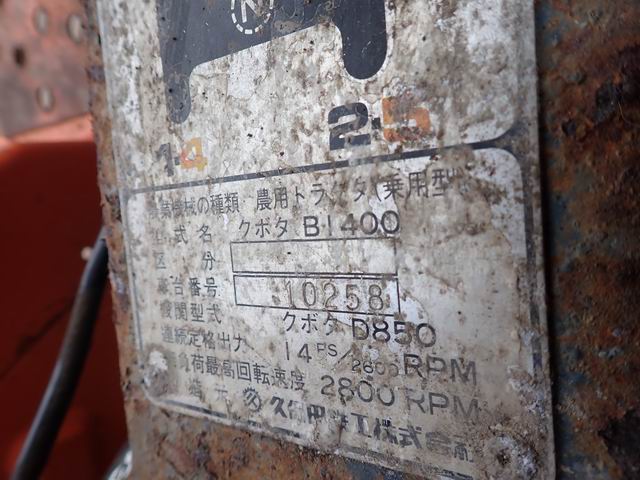 N
1·4 2·5
機械の種類 農用トラクタ(乗用型
式名 クボタ B1400
区分
車台番号 10258
機関型式 クボタ D850
連続定格出力 14PS/2600RPM
負荷最高回転速度 2800RPM
久保田鉄工株式会社